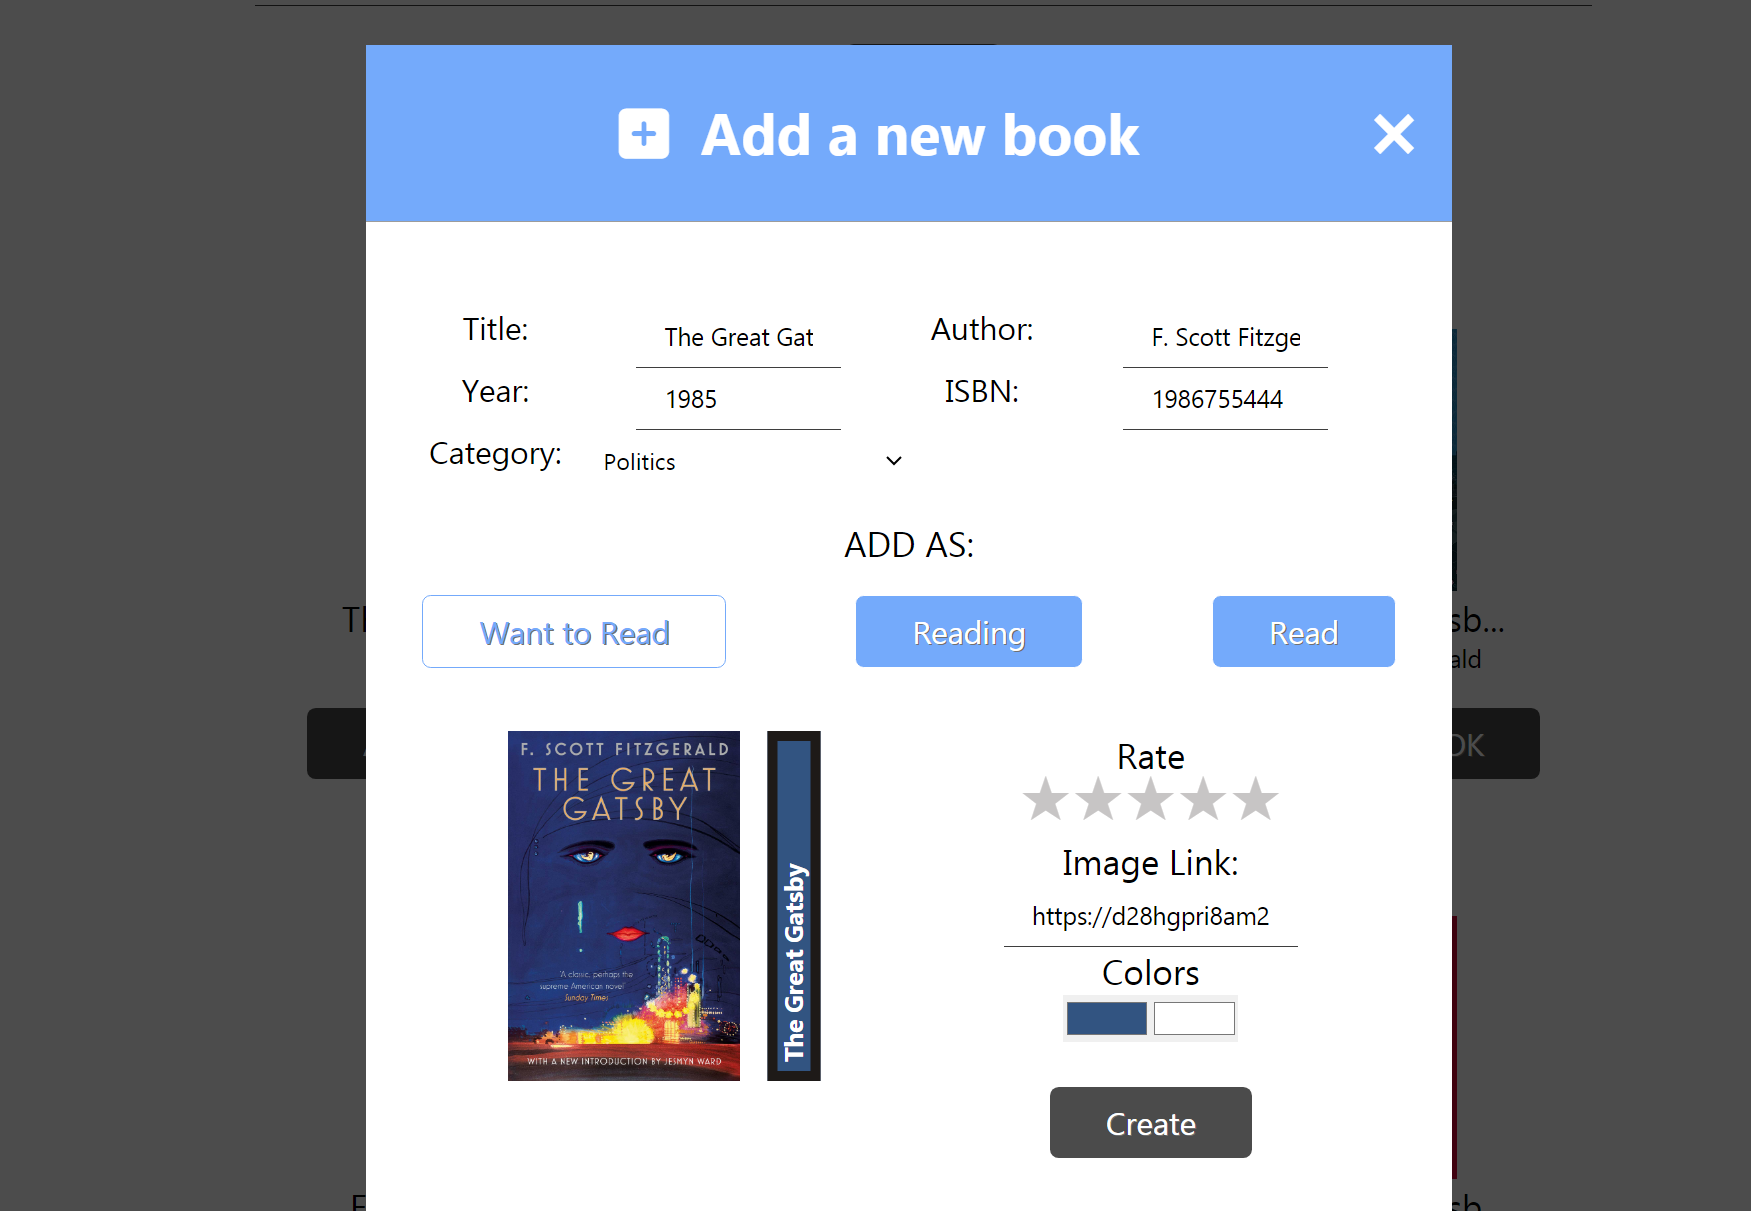 Add a new book
Title: The Great Gat Author: F. Scott Fitzge
Year: 1985 ISBN: 1986755444
Category: Politics
ADD AS:
Want to Read Reading Read
F. SCOTT FITZGERALD
THE GREAT
GATSBY
'A classic, perhaps the
supreme American novel'
Sunday Times
WITH A NEW INTRODUCTION BY JESMYN WARD
The Great Gatsby
Rate
Image Link:
https://d28hgpri8am2
Colors
Create
Th
sb...
ald
OK